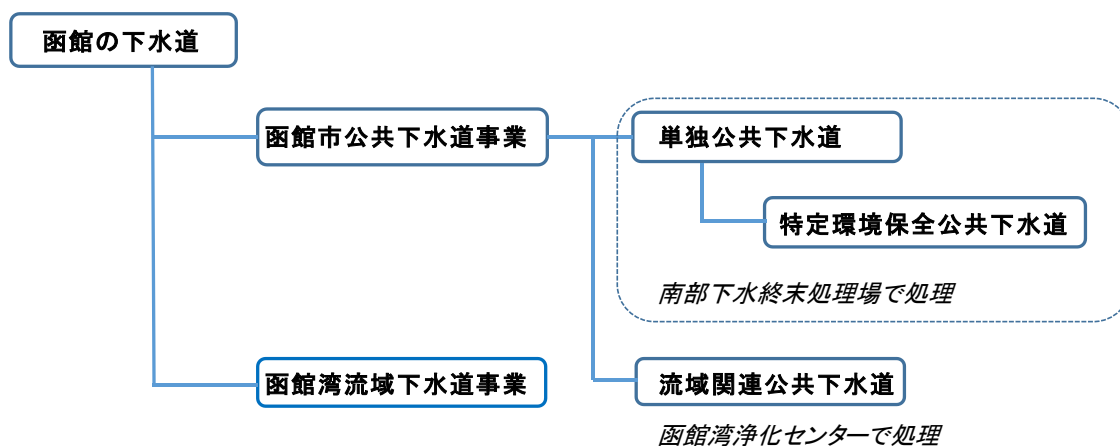 函館の下水道
函館市公共下水道事業
単独公共下水道
特定環境保全公共下水道
南部下水終末処理場で処理
函館湾流域下水道事業
流域関連公共下水道
函館湾浄化センターで処理